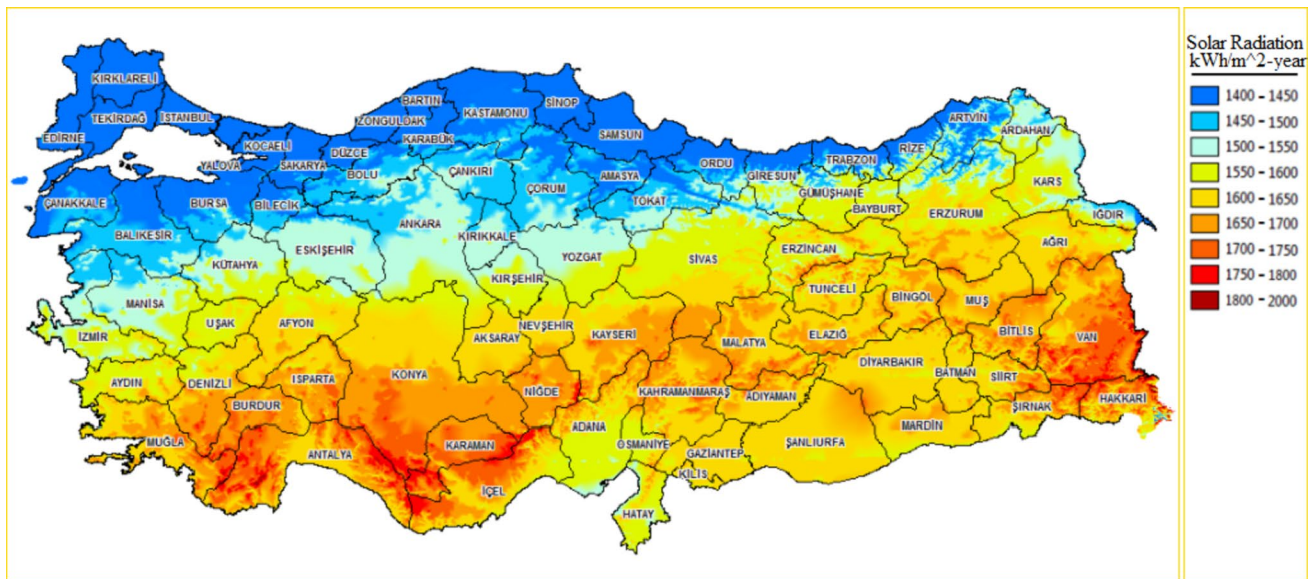 KIRKLARELİ
TEKİRDAĞ
İSTANBUL
EDİRNE
KOCAELİ
YALOVA
SAKARYA
DÜZCE
ZONGULDAK
BARTIN
KARABÜK
KASTAMONU
SİNOP
SAMSUN
ORDU
GİRESUN
TRABZON
RİZE
ARTVİN
ARDAHAN
KARS
IĞDIR
ÇANAKKALE
BALIKESİR
BURSA
BİLECİK
BOLU
ÇANKIRI
ÇORUM
AMASYA
TOKAT
GÜMÜŞHANE
BAYBURT
ERZURUM
AĞRI
KÜTAHYA
ESKİŞEHİR
ANKARA
KIRIKKALE
YOZGAT
SİVAS
ERZİNCAN
KIRŞEHİR
TUNCELİ
BİNGÖL
MUŞ
BİTLİS
VAN
MANİSA
İZMİR
UŞAK
AFYON
AKSARAY
NEVŞEHİR
KAYSERİ
MALATYA
ELAZIĞ
DİYARBAKIR
BATMAN
SİİRT
ŞIRNAK
HAKKARİ
AYDIN
DENİZLİ
ISPARTA
BURDUR
KONYA
NİĞDE
KAHRAMANMARAŞ
ADIYAMAN
MARDİN
MUĞLA
ANTALYA
KARAMAN
İÇEL
ADANA
OSMANİYE
GAZİANTEP
KİLİS
ŞANLIURFA
HATAY
Solar Radiation
kWh/m^2-year
1400 - 1450
1450 - 1500
1500 - 1550
1550 - 1600
1600 - 1650
1650 - 1700
1700 - 1750
1750 - 1800
1800 - 2000